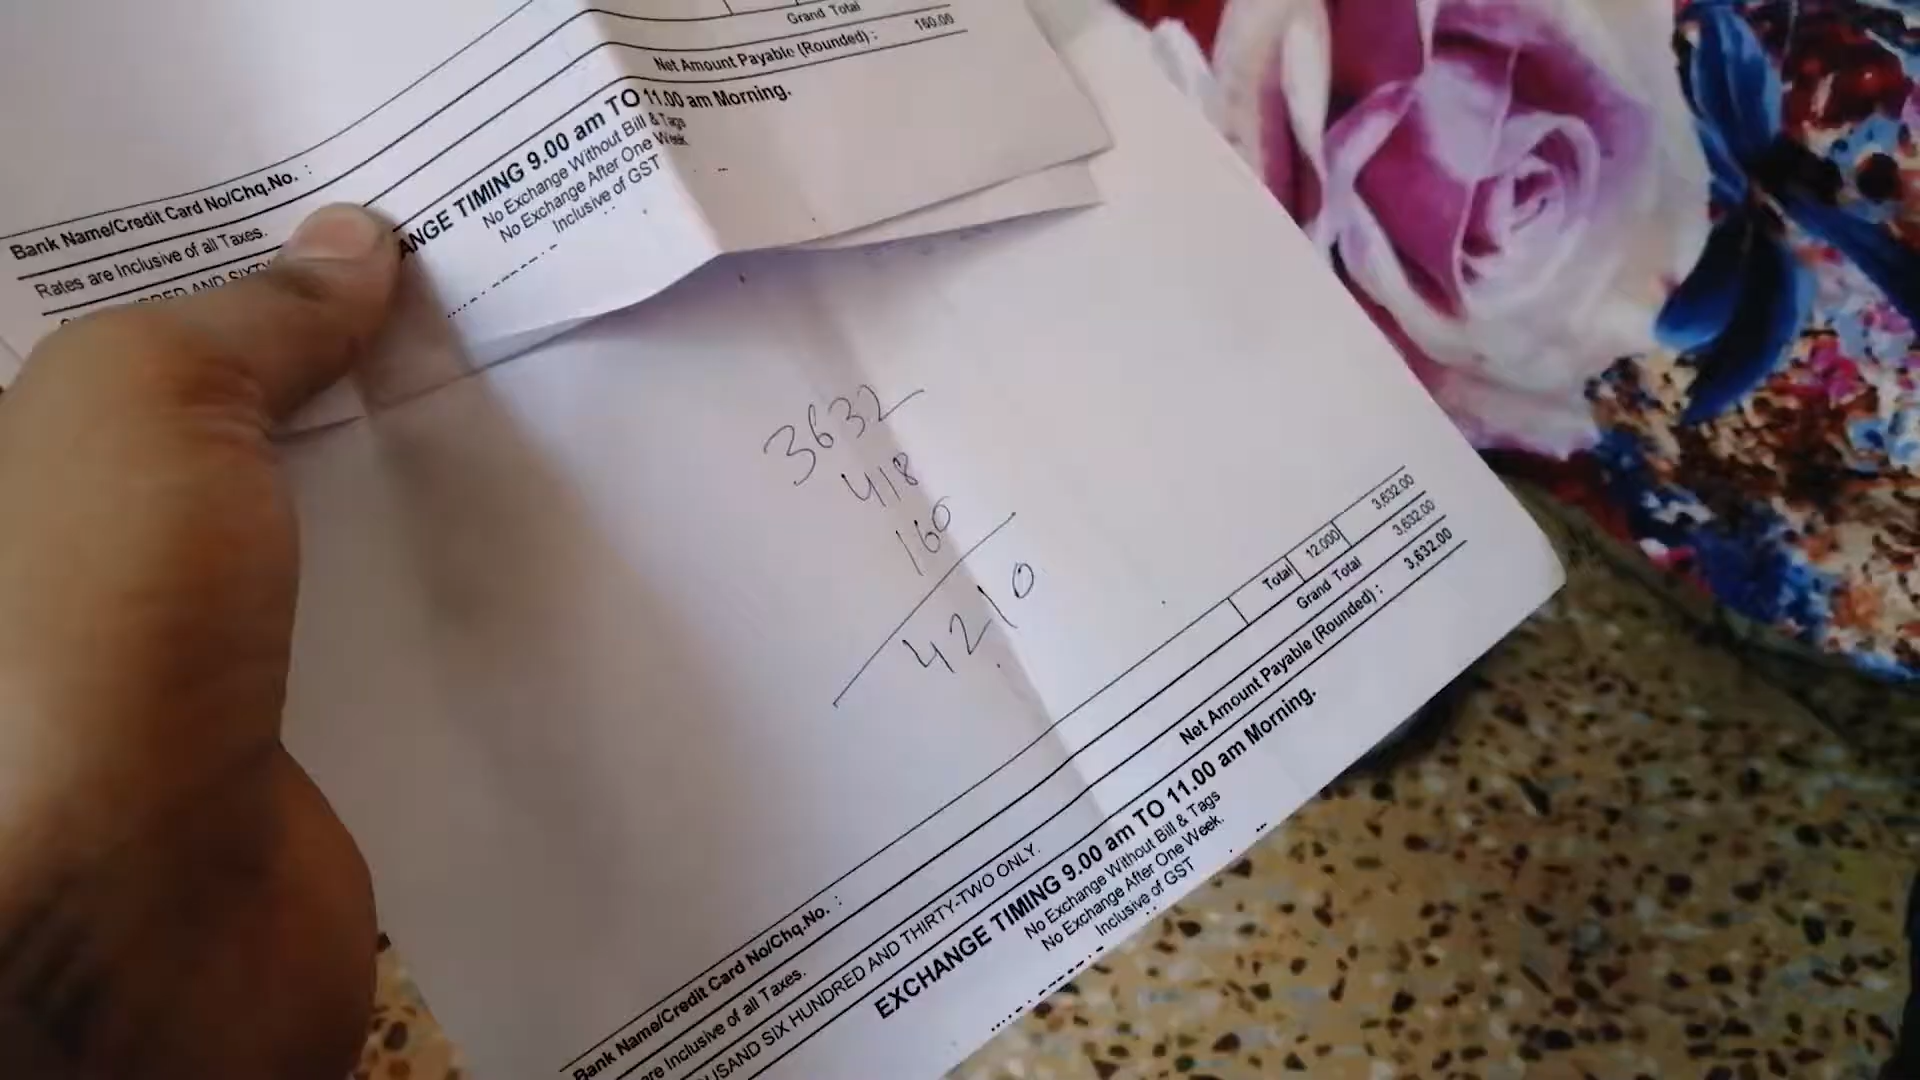 Grand Total
Net Amount Payable (Rounded) : 160.00
Bank Name/Credit Card No/Chq.No. :
Rates are Inclusive of all Taxes.
AND SIXTY
ANGE TIMING 9.00 am TO 11.00 am Morning.
No Exchange Without Bill & Tags
No Exchange After One Week
Inclusive of GST
3632
418
160
4210
Total 12.000 3,632.00
Grand Total 3,632.00
Net Amount Payable (Rounded) : 3,632.00
Bank Name/Credit Card No/Chq.No. :
are Inclusive of all Taxes.
USAND SIX HUNDRED AND THIRTY-TWO ONLY.
EXCHANGE TIMING 9.00 am TO 11.00 am Morning.
No Exchange Without Bill & Tags
No Exchange After One Week.
Inclusive of GST